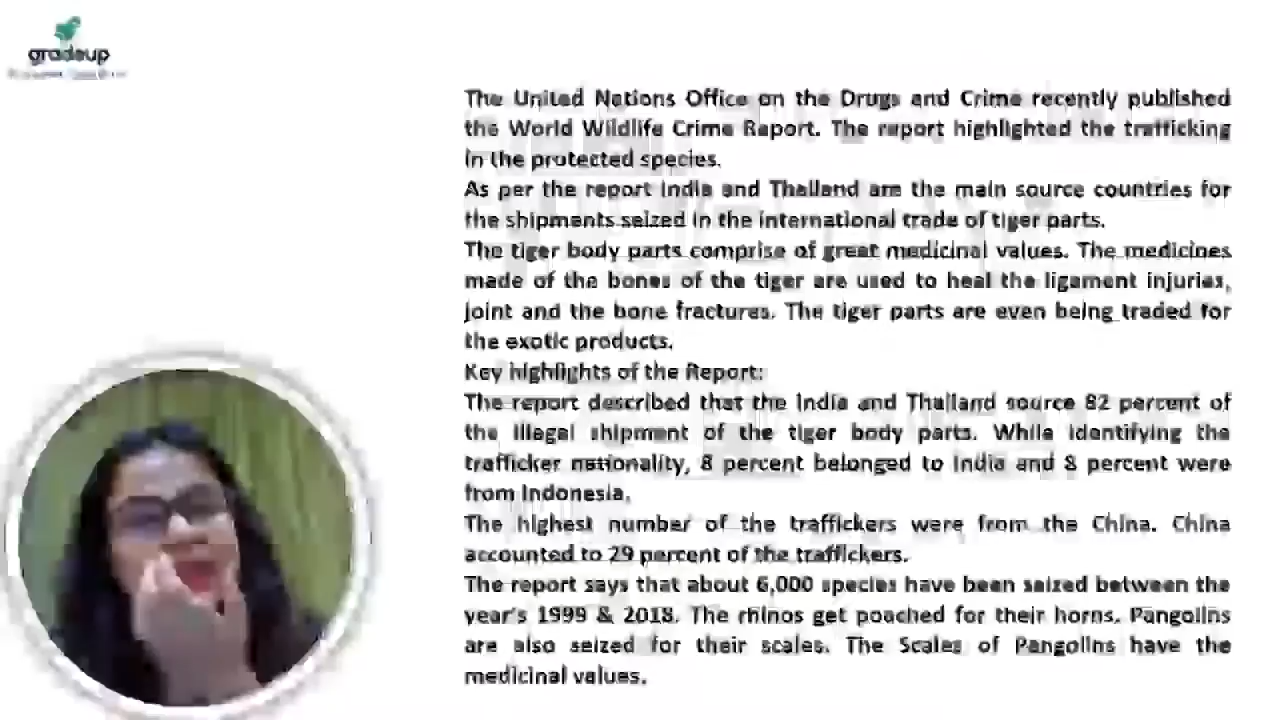 gradeup
The United Nations Office on the Drugs and Crime recently published
the World Wildlife Crime Report. The report highlighted the trafficking
in the protected species.
As per the report India and Thailand are the main source countries for
the shipments seized in the international trade of tiger parts.
The tiger body parts comprise of great medicinal values. The medicines
made of the bones of the tiger are used to heal the ligament injuries,
joint and the bone fractures. The tiger parts are even being traded for
the exotic products.
Key highlights of the Report:
The report described that the India and Thailand source 82 percent of
the illegal shipment of the tiger body parts. While identifying the
trafficker nationality, 8 percent belonged to India and 8 percent were
from Indonesia.
The highest number of the traffickers were from the China. China
accounted to 29 percent of the traffickers.
The report says that about 6,000 species have been seized between the
year's 1999 & 2018. The rhinos get poached for their horns. Pangolins
are also seized for their scales. The Scales of Pangolins have the
medicinal values.